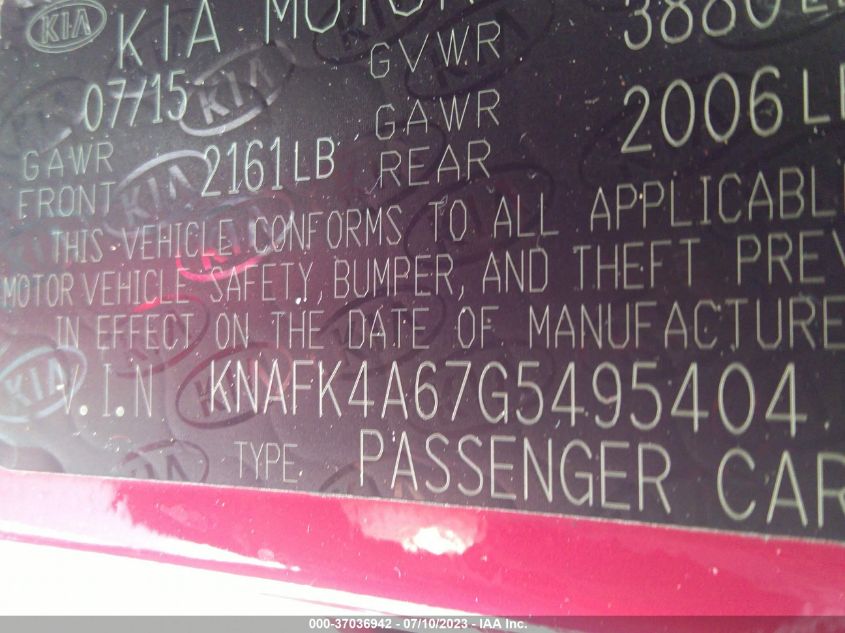 KIA KIA MOTOR
07/15 GVWR 3880
GAWR FRONT 2161LB GAWR REAR 2006
THIS VEHICLE CONFORMS TO ALL APPLICABL
MOTOR VEHICLE SAFETY, BUMPER, AND THEFT PREV
IN EFFECT ON THE DATE OF MANUFACTURE
V.I.N KNAFK4A67G5495404
TYPE PASSENGER CAR
000-37036942 - 07/10/2023 - IAA Inc.